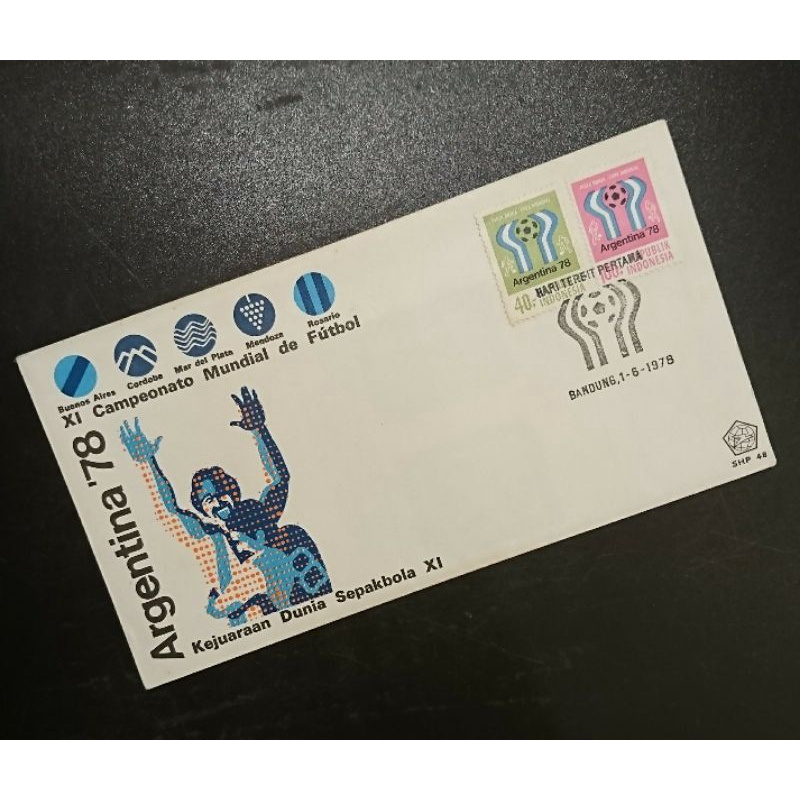 Buenos Aires
Cordoba
Mar del Plata
Mendoza
Rosario
XI Campeonato Mundial de Fútbol
Argentina '78
Kejuaraan Dunia Sepakbola XI
Argentina '78
40,-
INDONESIA
Argentina '78
100,-
REPUBLIK
INDONESIA
HARI TERBIT PERTAMA
BANDUNG, 1-6-1978
SHP 48